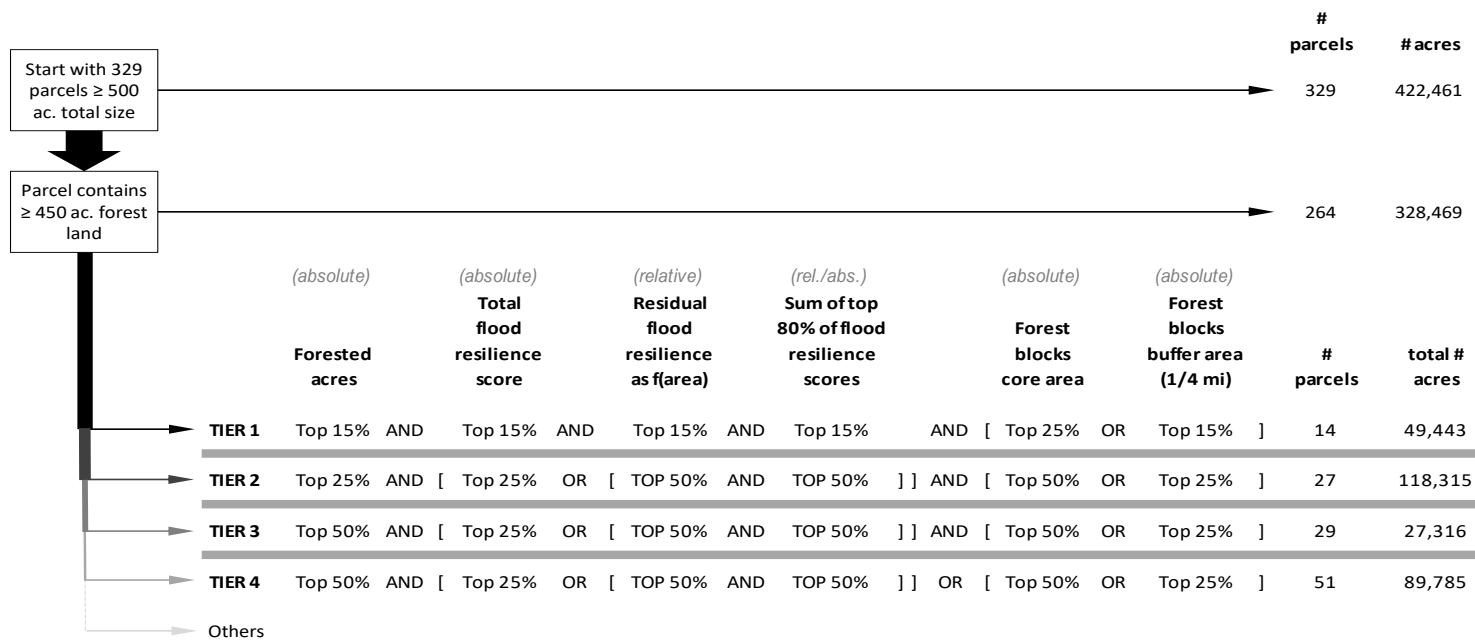 #
parcels # acres
Start with 329
parcels ≥ 500
ac. total size
329 422,461
Parcel contains
≥ 450 ac. forest
land
264 328,469
(absolute) (absolute) (relative) (rel./abs.) (absolute) (absolute)
Forested
acres
Total
flood
resilience
score
Residual
flood
resilience
as f(area)
Sum of top
80% of flood
resilience
scores
Forest
blocks
core area
Forest
blocks
buffer area
(1/4 mi)
#
parcels
total #
acres
TIER 1 Top 15% AND Top 15% AND Top 15% AND Top 15% AND [ Top 25% OR Top 15% ] 14 49,443
TIER 2 Top 25% AND [ Top 25% OR [ TOP 50% AND TOP 50% ] ] AND [ Top 50% OR Top 25% ] 27 118,315
TIER 3 Top 50% AND [ Top 25% OR [ TOP 50% AND TOP 50% ] ] AND [ Top 50% OR Top 25% ] 29 27,316
TIER 4 Top 50% AND [ Top 25% OR [ TOP 50% AND TOP 50% ] ] OR [ Top 50% OR Top 25% ] 51 89,785
Others